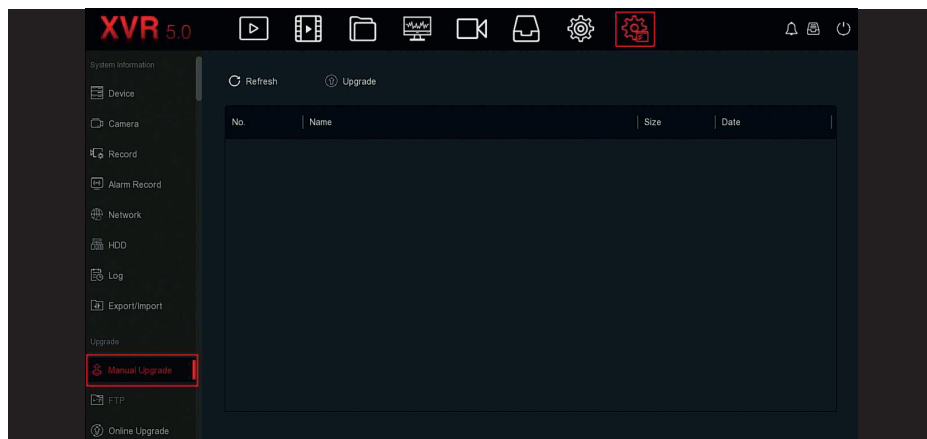 XVR 5.0
System Information
Device
Camera
Record
Alarm Record
Network
HDD
Log
Export/Import
Upgrade
Manual Upgrade
FTP
Online Upgrade
Refresh Upgrade
No. Name Size Date